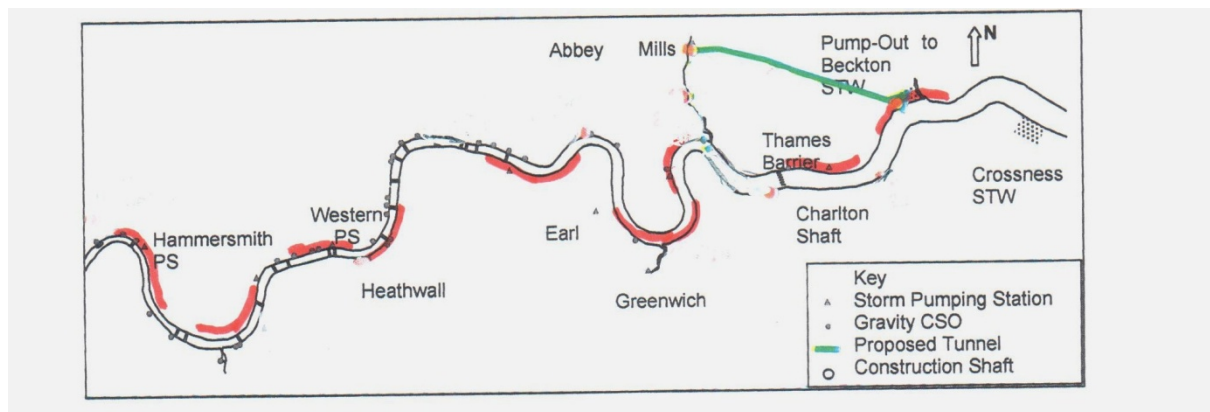 Abbey Mills
Pump-Out to
Beckton
STW
N
Thames
Barrier
Crossness
STW
Hammersmith
PS
Western
PS
Earl
Charlton
Shaft
Heathwall
Greenwich
Key
Storm Pumping Station
Gravity CSO
Proposed Tunnel
Construction Shaft